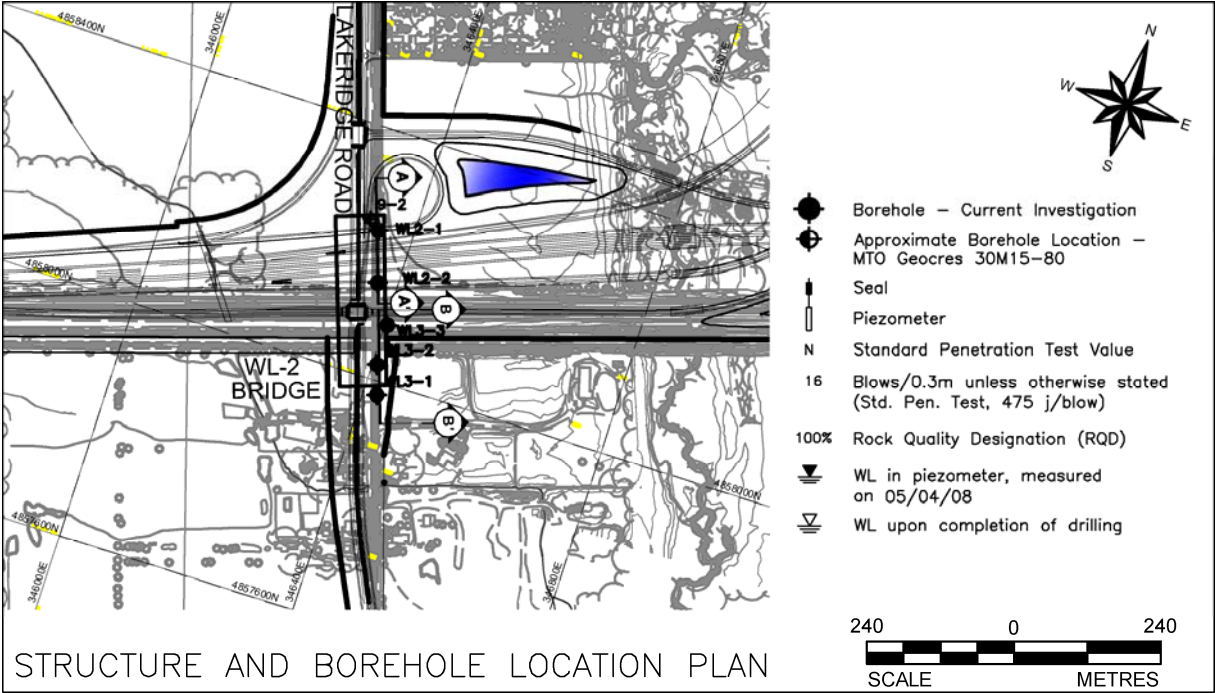 4858400N
346000E
346400E
346800E
LAKERIDGE ROAD
A
9-2
WL2-1
4858000N
WL2-2
A'
B
WL3-3
WL3-2
WL3-1
WL-2
BRIDGE
B'
4858000N
4857600N
4857600N
346000E
346400E
346800E
N
W
E
S
Borehole – Current Investigation
Approximate Borehole Location –
MTO Geocres 30M15-80
Seal
Piezometer
N Standard Penetration Test Value
16 Blows/0.3m unless otherwise stated
(Std. Pen. Test, 475 j/blow)
100% Rock Quality Designation (RQD)
WL in piezometer, measured
on 05/04/08
WL upon completion of drilling
240 0 240
SCALE METRES
STRUCTURE AND BOREHOLE LOCATION PLAN